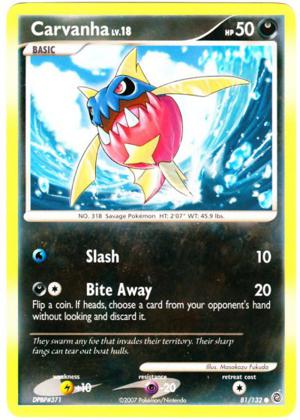 Carvanha LV.18 HP 50
BASIC
NO. 318 Savage Pokémon HT: 2'07" WT: 45.9 lbs.
Slash 10
Bite Away 20
Flip a coin. If heads, choose a card from your opponent's hand
without looking and discard it.
They swarm any foe that invades their territory. Their sharp
fangs can tear out boat hulls.
Illus. Masakazu Fukuda
weakness resistance retreat cost
+10 -20
DPBP#371 ©2007 Pokémon/Nintendo 81/132